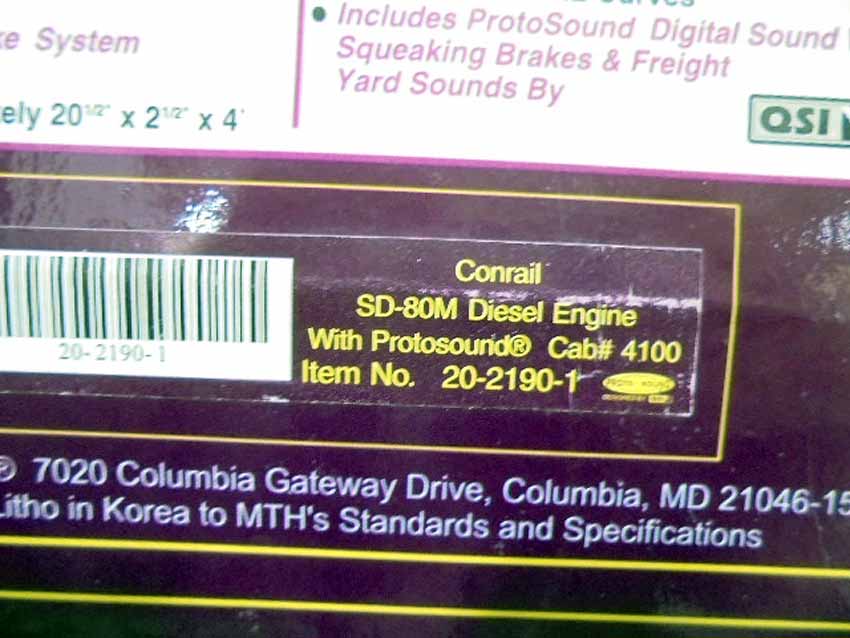 ke System
ely 20 1/2" x 2 1/2" x 4"
• Includes ProtoSound Digital Sound
Squeaking Brakes & Freight
Yard Sounds By
QSI
20-2190-1
Conrail
SD-80M Diesel Engine
With Protosound® Cab# 4100
Item No. 20-2190-1
® 7020 Columbia Gateway Drive, Columbia, MD 21046-15
Litho in Korea to MTH's Standards and Specifications